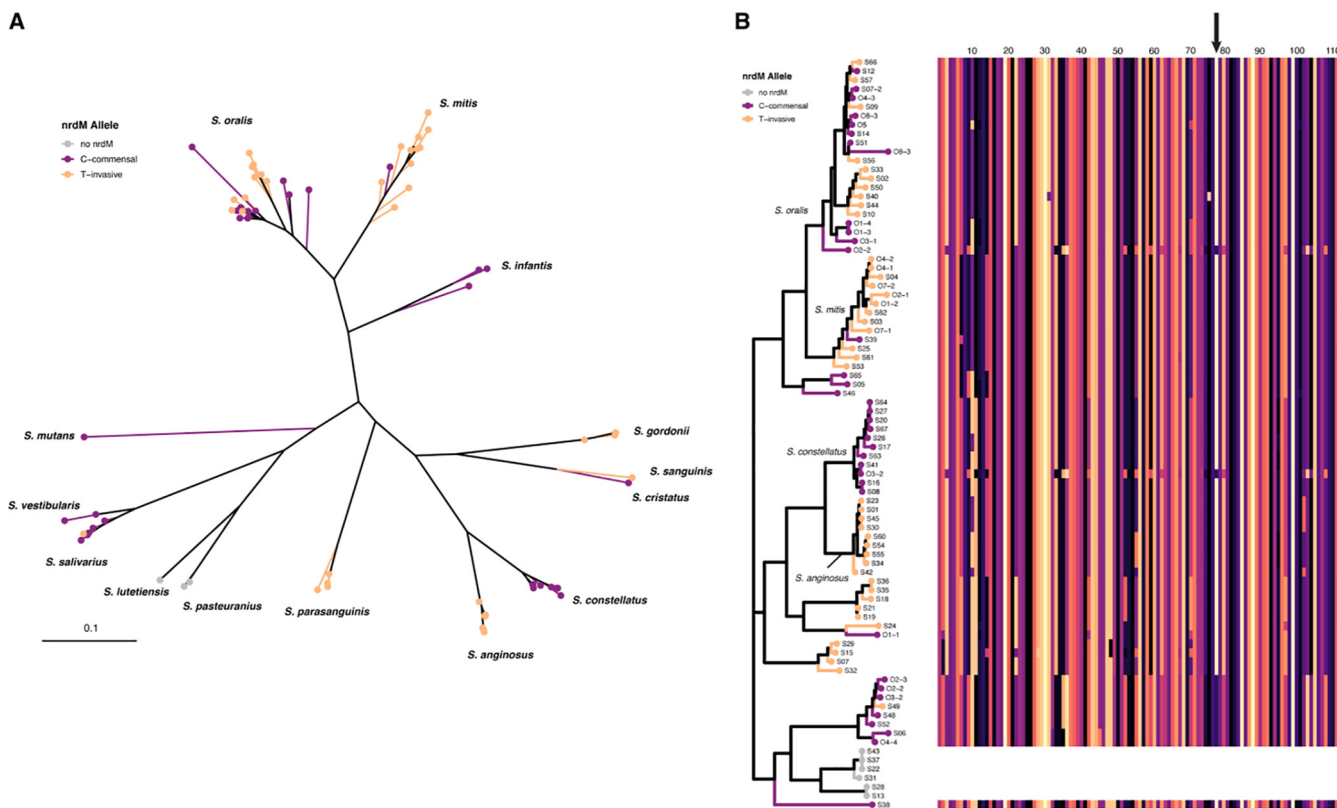 A
nrdM Allele
no nrdM
C-commensal
T-invasive
S. oralis
S. mitis
S. infantis
S. mutans
S. gordonii
S. sanguinis
S. cristatus
S. vestibularis
S. salivarius
S. lutetiensis
S. pasteuranius
S. parasanguinis
S. constellatus
S. anginosus
0.1
B
nrdM Allele
no nrdM
C-commensal
T-invasive
10 20 30 40 50 60 70 80 90 100 110
S66
S12
S57
S07-2
O4-3
S09
O8-3
O5
S14
S51
O8-3
S56
S33
S02
S50
S40
S44
S10
S. oralis
O1-4
O1-3
O3-1
O2-2
O4-2
O4-1
S04
O7-2
O2-1
O1-2
S. mitis
S62
S03
O7-1
S39
S25
S61
S53
S65
S05
S46
S64
S27
S20
S67
S26
S17
S. constellatus
S63
S41
O3-2
S16
S08
S23
S01
S45
S30
S60
S54
S55
S34
S42
S. anginosus
S36
S35
S18
S21
S19
S24
O1-1
S29
S15
S07
S32
O2-3
O2-2
O3-2
S49
S48
S52
S06
O4-4
S43
S37
S22
S31
S28
S13
S38